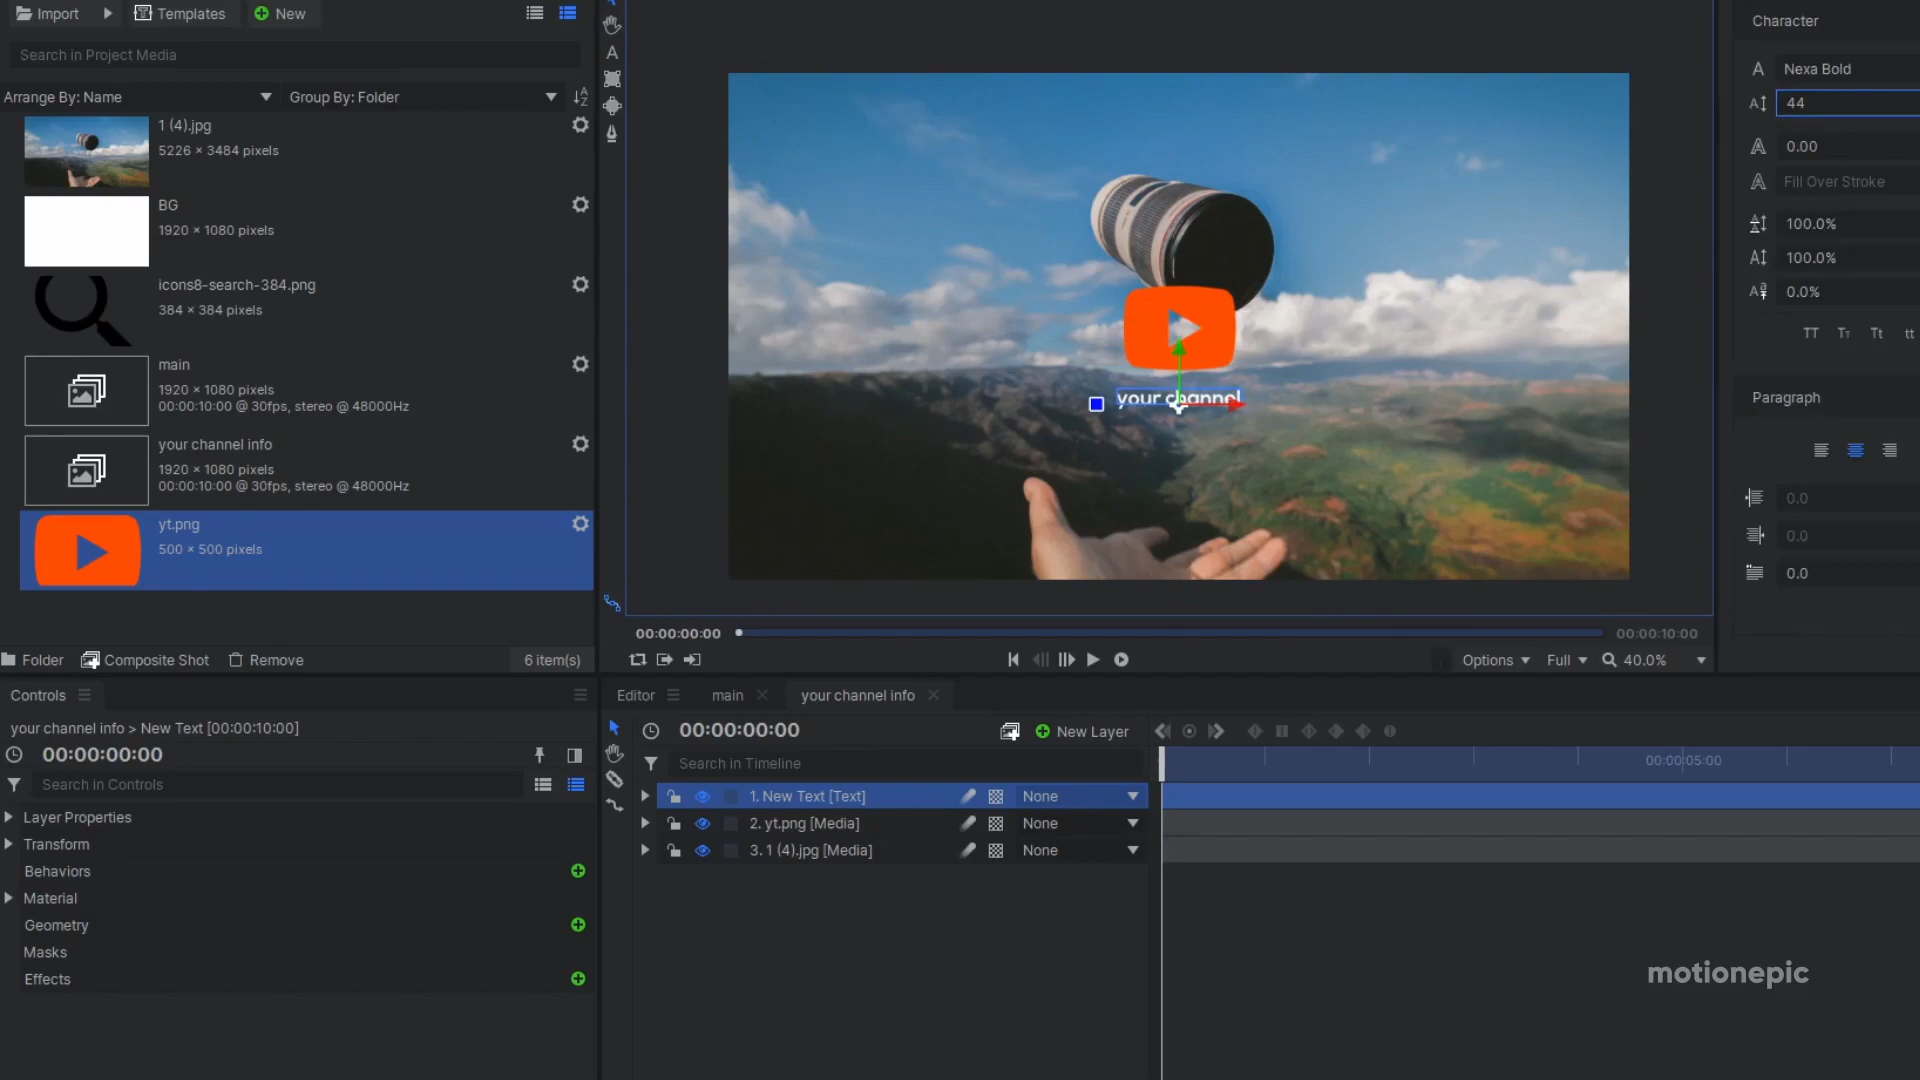 Import
Templates
New
Search in Project Media
Arrange By: Name
Group By: Folder
1 (4).jpg
5226 × 3484 pixels
BG
1920 × 1080 pixels
icons8-search-384.png
384 × 384 pixels
main
1920 × 1080 pixels
00:00:10:00 @ 30fps, stereo @ 48000Hz
your channel info
1920 × 1080 pixels
00:00:10:00 @ 30fps, stereo @ 48000Hz
yt.png
500 × 500 pixels
Folder
Composite Shot
Remove
6 item(s)
your channel
00:00:00:00
00:00:10:00
Options
Full
40.0%
Character
Nexa Bold
44
0.00
Fill Over Stroke
100.0%
100.0%
0.0%
TT
Tт
Tt
tt
Paragraph
0.0
0.0
0.0
Controls
your channel info > New Text [00:00:10:00]
00:00:00:00
Search in Controls
Layer Properties
Transform
Behaviors
Material
Geometry
Masks
Effects
Editor
main
your channel info
00:00:00:00
New Layer
Search in Timeline
00:00:05:00
1. New Text [Text]
None
2. yt.png [Media]
None
3. 1 (4).jpg [Media]
None
motionepic